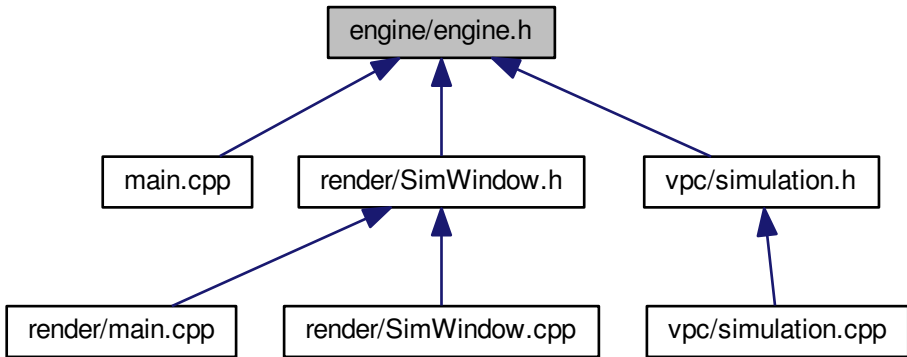 engine/engine.h
main.cpp
render/SimWindow.h
vpc/simulation.h
render/main.cpp
render/SimWindow.cpp
vpc/simulation.cpp